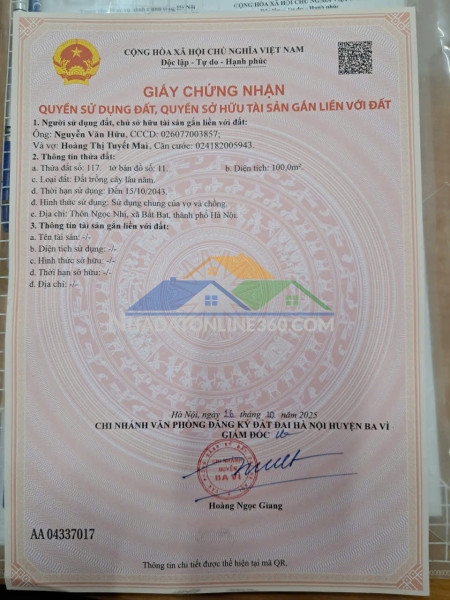 CỘNG HÒA XÃ HỘI CHỦ NGHĨA VIỆT NAM
Độc lập - Tự do - Hạnh phúc
GIẤY CHỨNG NHẬN
QUYỀN SỬ DỤNG ĐẤT, QUYỀN SỞ HỮU TÀI SẢN GẮN LIỀN VỚI ĐẤT
1. Người sử dụng đất, chủ sở hữu tài sản gắn liền với đất:
Ông: Nguyễn Văn Hữu, CCCD: 026077003857;
Và vợ: Hoàng Thị Tuyết Mai, Căn cước: 024182005943.
2. Thông tin thửa đất:
a. Thửa đất số: 117. tờ bản đồ số: 11. b. Diện tích: 100,0m².
c. Loại đất: Đất trồng cây lâu năm.
d. Thời hạn sử dụng: Đến 15/10/2043.
đ. Hình thức sử dụng: Sử dụng chung của vợ và chồng.
e. Địa chỉ: Thôn Ngọc Nhị, xã Bất Bạt, thành phố Hà Nội.
3. Thông tin tài sản gắn liền với đất:
a. Tên tài sản: -/-
b. Diện tích sử dụng: -/-
c. Hình thức sở hữu: -/-
d. Thời hạn sở hữu: -/-
đ. Địa chỉ: -/-
NHADATONLINE360.COM
Hà Nội, ngày 16 tháng 10 năm 2025
CHI NHÁNH VĂN PHÒNG ĐĂNG KÝ ĐẤT ĐAI HÀ NỘI HUYỆN BA VÌ
GIÁM ĐỐC
CHI NHÁNH
HUYỆN
BA VÌ
Hoàng Ngọc Giang
AA 04337017
Thông tin chi tiết được thể hiện tại mã QR.